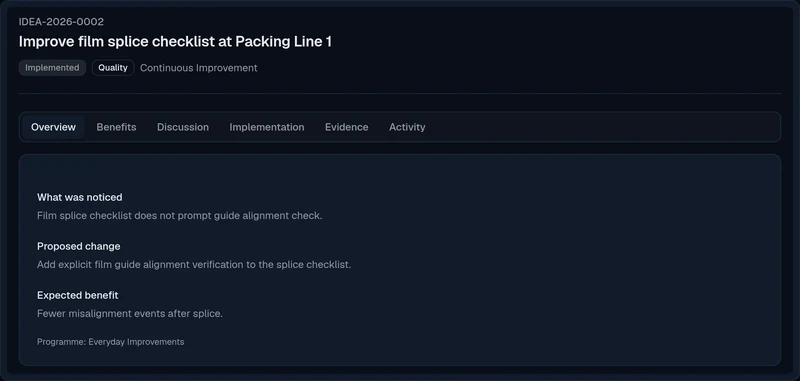 IDEA-2026-0002
Improve film splice checklist at Packing Line 1
Implemented Quality Continuous Improvement
Overview Benefits Discussion Implementation Evidence Activity
What was noticed
Film splice checklist does not prompt guide alignment check.
Proposed change
Add explicit film guide alignment verification to the splice checklist.
Expected benefit
Fewer misalignment events after splice.
Programme: Everyday Improvements